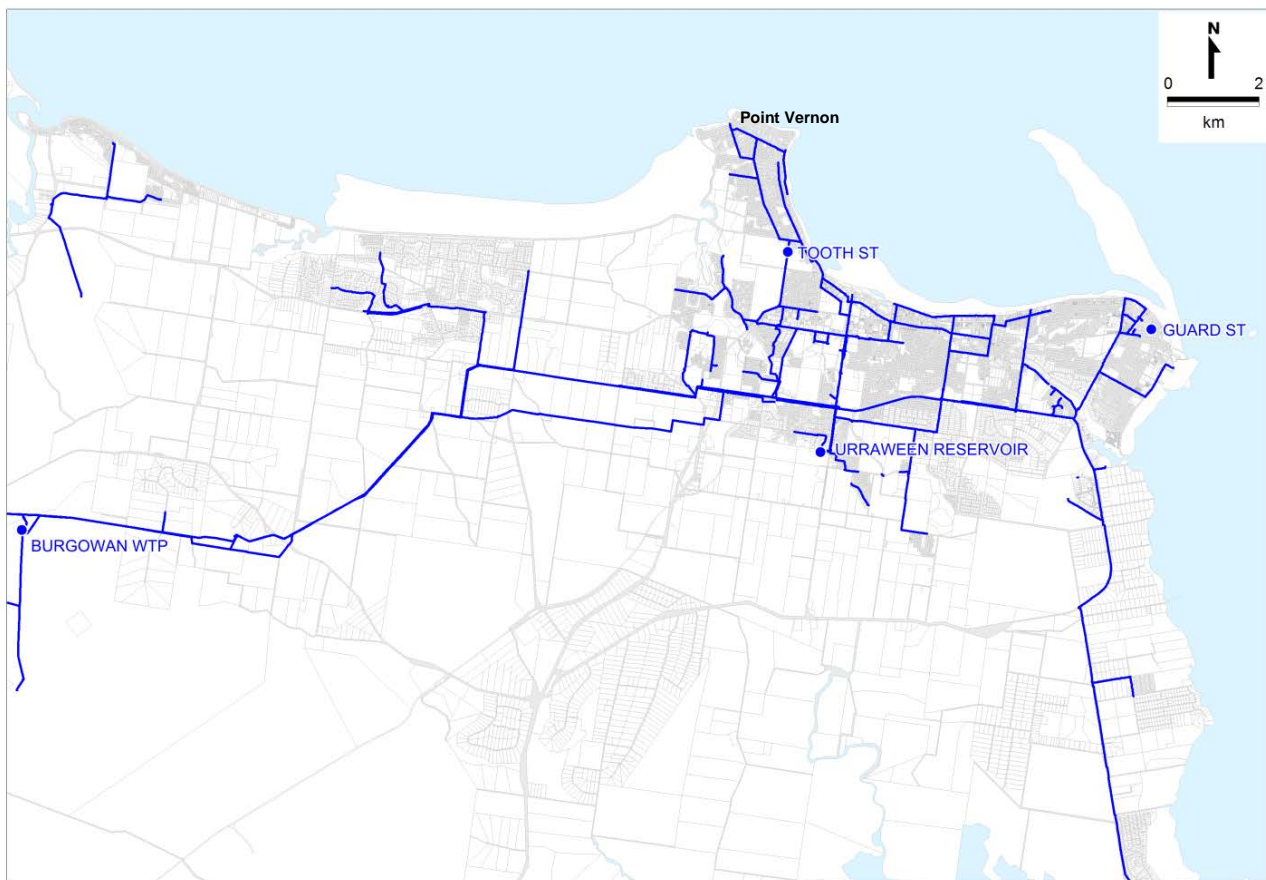 N
0 2
km
Point Vernon
TOOTH ST
GUARD ST
URRAWEEN RESERVOIR
BURGOWAN WTP